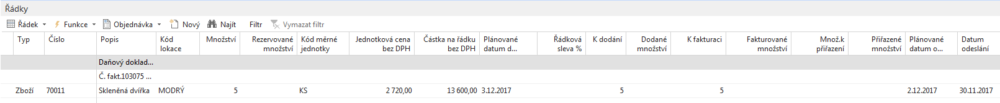 Řádky
Řádek Funkce Objednávka Nový Najít Filtr Vymazat filtr
Typ Číslo Popis Kód lokace Množství Rezervované množství Kód měrné jednotky Jednotková cena bez DPH Částka na řádku bez DPH Plánované datum d... Řádková sleva % K dodání Dodané množství K fakturaci Fakturované množství Množ.k přiřazení Přiřazené množství Plánované datum o... Datum odeslání
Daňový doklad...
Č. fakt.103075 ...
Zboží 70011 Skleněná dvířka MODRÝ 5 KS 2 720,00 13 600,00 3.12.2017 5 5 2.12.2017 30.11.2017